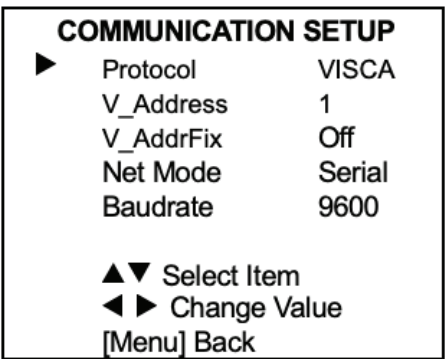 COMMUNICATION SETUP
▶ Protocol VISCA
V_Address 1
V_AddrFix Off
Net Mode Serial
Baudrate 9600
▲▼ Select Item
◀ ▶ Change Value
[Menu] Back